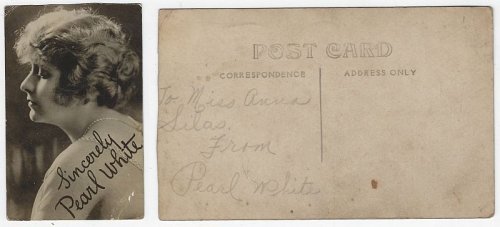 Sincerely
Pearl White
POST CARD
CORRESPONDENCE
ADDRESS ONLY
To Miss Anna
Silas.
From
Pearl White